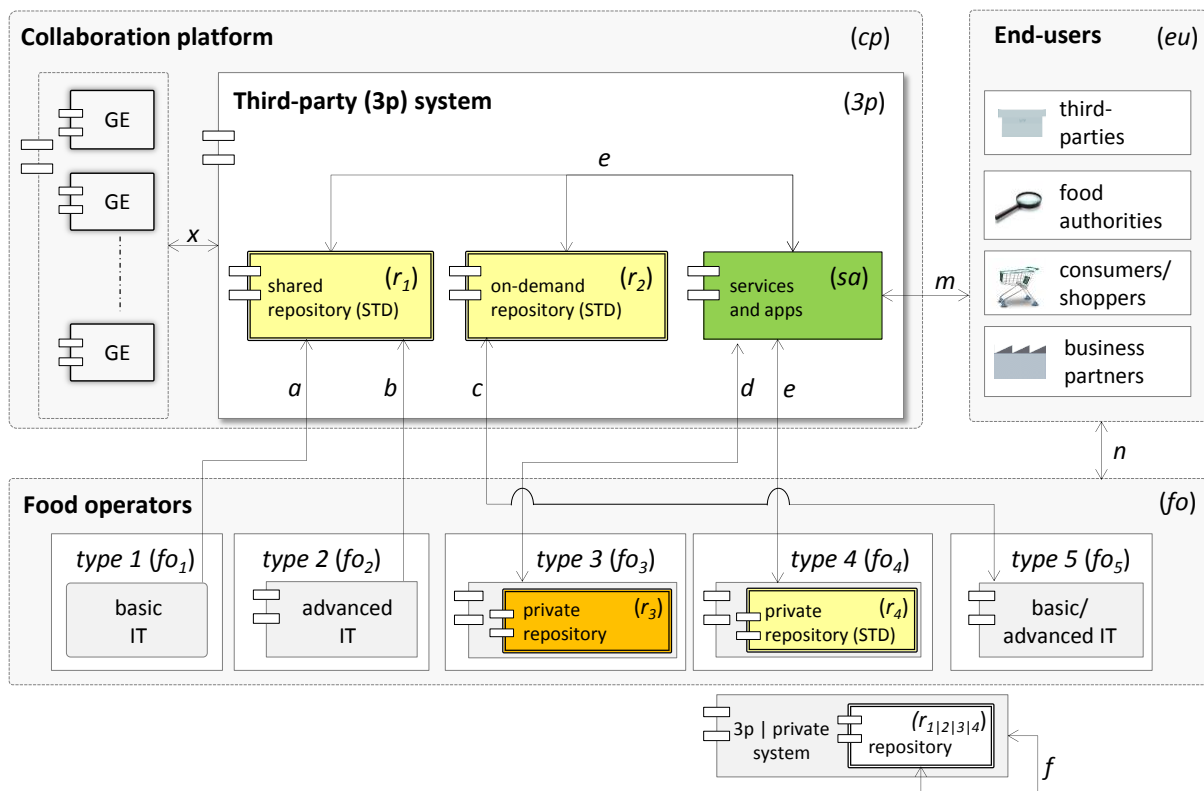 Collaboration platform
(cp)
End-users
(eu)
Third-party (3p) system
(3p)
GE
GE
GE
x
e
shared
repository (STD)
(r1)
on-demand
repository (STD)
(r2)
services
and apps
(sa)
m
third-
parties
food
authorities
consumers/
shoppers
business
partners
a
b
c
d
e
n
Food operators
(fo)
type 1 (fo1)
basic
IT
type 2 (fo2)
advanced
IT
type 3 (fo3)
private
repository
(r3)
type 4 (fo4)
private
repository (STD)
(r4)
type 5 (fo5)
basic/
advanced IT
3p | private
system
(r1|2|3|4)
repository
f